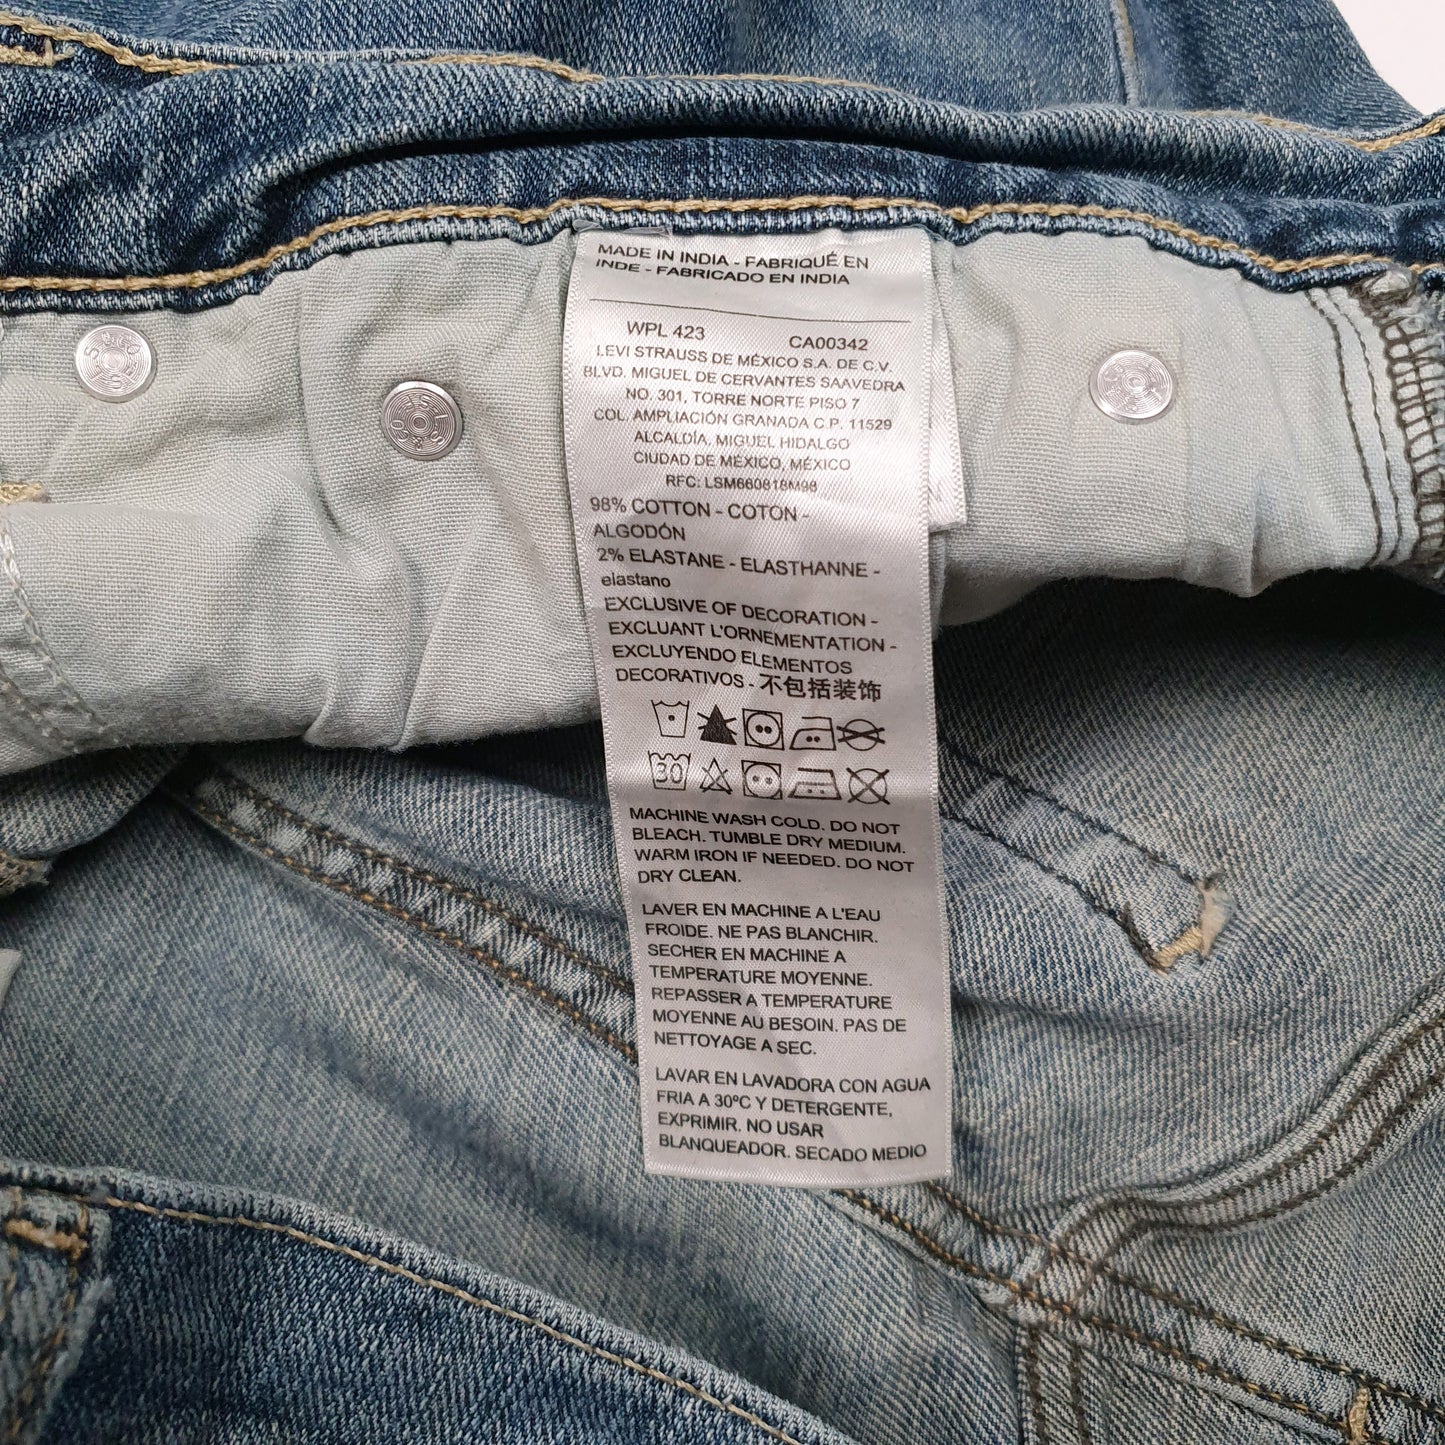 MADE IN INDIA - FABRIQUÉ EN
INDE - FABRICADO EN INDIA
WPL 423 CA00342
LEVI STRAUSS DE MÉXICO S.A. DE C.V.
BLVD. MIGUEL DE CERVANTES SAAVEDRA
NO. 301, TORRE NORTE PISO 7
COL. AMPLIACIÓN GRANADA C.P. 11529
ALCALDÍA, MIGUEL HIDALGO
CIUDAD DE MÉXICO, MÉXICO
RFC: LSM660818M98
98% COTTON - COTON -
ALGODÓN
2% ELASTANE - ELASTHANNE -
elastano
EXCLUSIVE OF DECORATION -
EXCLUANT L'ORNEMENTATION -
EXCLUYENDO ELEMENTOS
DECORATIVOS - 不包括装饰
30
MACHINE WASH COLD. DO NOT
BLEACH. TUMBLE DRY MEDIUM.
WARM IRON IF NEEDED. DO NOT
DRY CLEAN.
LAVER EN MACHINE A L'EAU
FROIDE. NE PAS BLANCHIR.
SECHER EN MACHINE A
TEMPERATURE MOYENNE.
REPASSER A TEMPERATURE
MOYENNE AU BESOIN. PAS DE
NETTOYAGE A SEC.
LAVAR EN LAVADORA CON AGUA
FRIA A 30ºC Y DETERGENTE,
EXPRIMIR. NO USAR
BLANQUEADOR. SECADO MEDIO